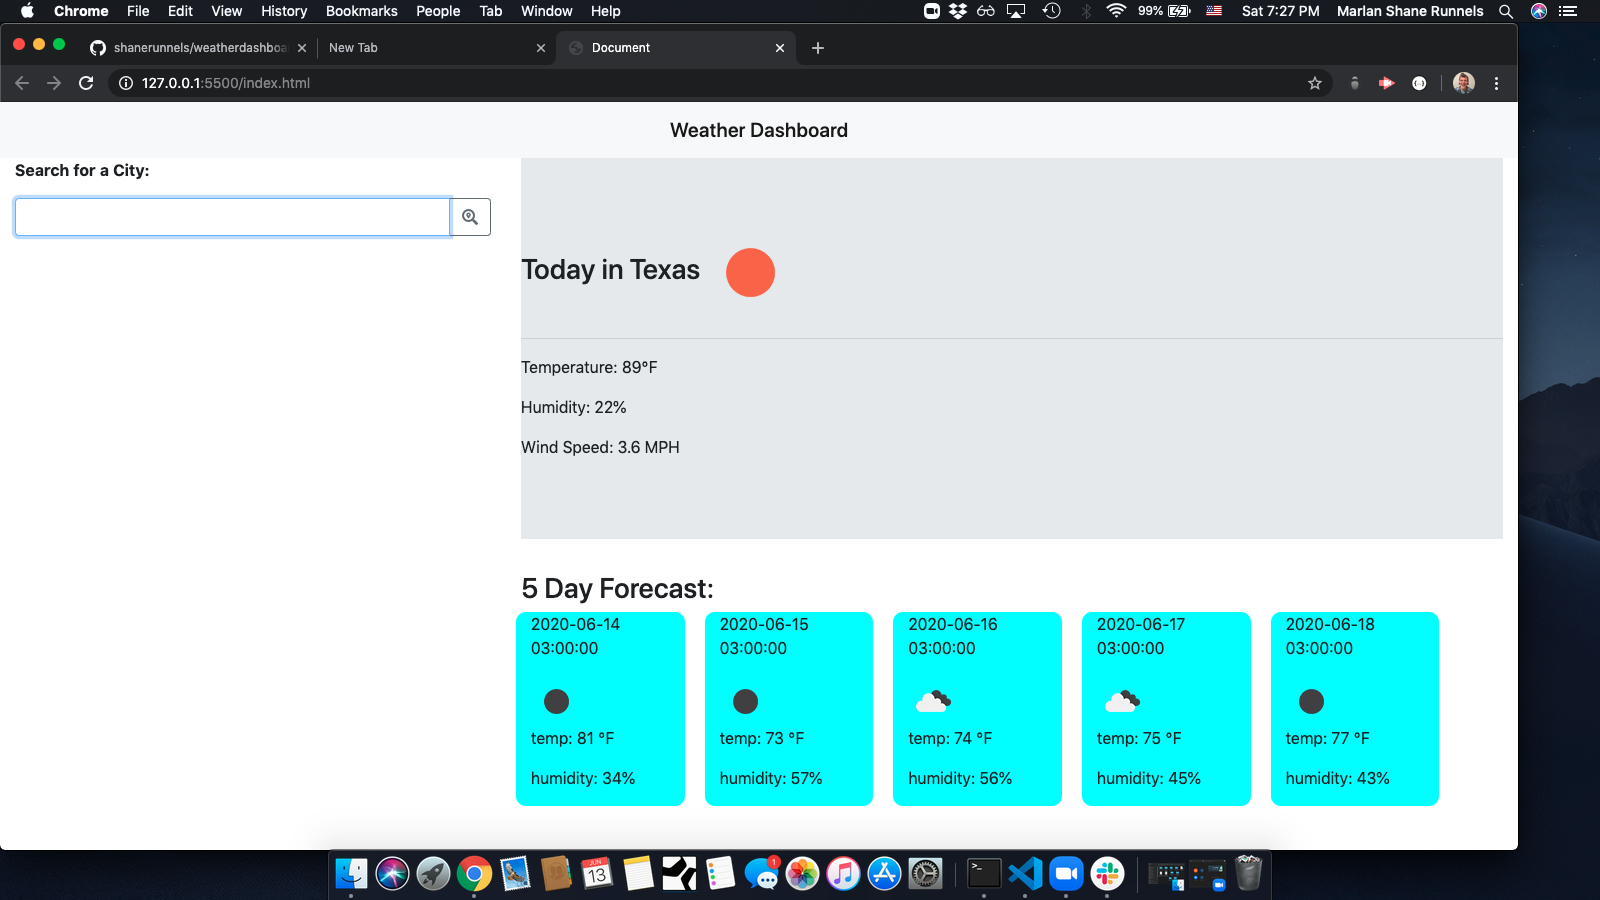 Chrome File Edit View History Bookmarks People Tab Window Help 99% Sat 7:27 PM Marlan Shane Runnels
shanerunnels/weatherdashboa New Tab Document
127.0.0.1:5500/index.html
Weather Dashboard
Search for a City:
Today in Texas
Temperature: 89°F
Humidity: 22%
Wind Speed: 3.6 MPH
5 Day Forecast:
2020-06-14 2020-06-15 2020-06-16 2020-06-17 2020-06-18
03:00:00 03:00:00 03:00:00 03:00:00 03:00:00
temp: 81 °F temp: 73 °F temp: 74 °F temp: 75 °F temp: 77 °F
humidity: 34% humidity: 57% humidity: 56% humidity: 45% humidity: 43%
JUN
13
1